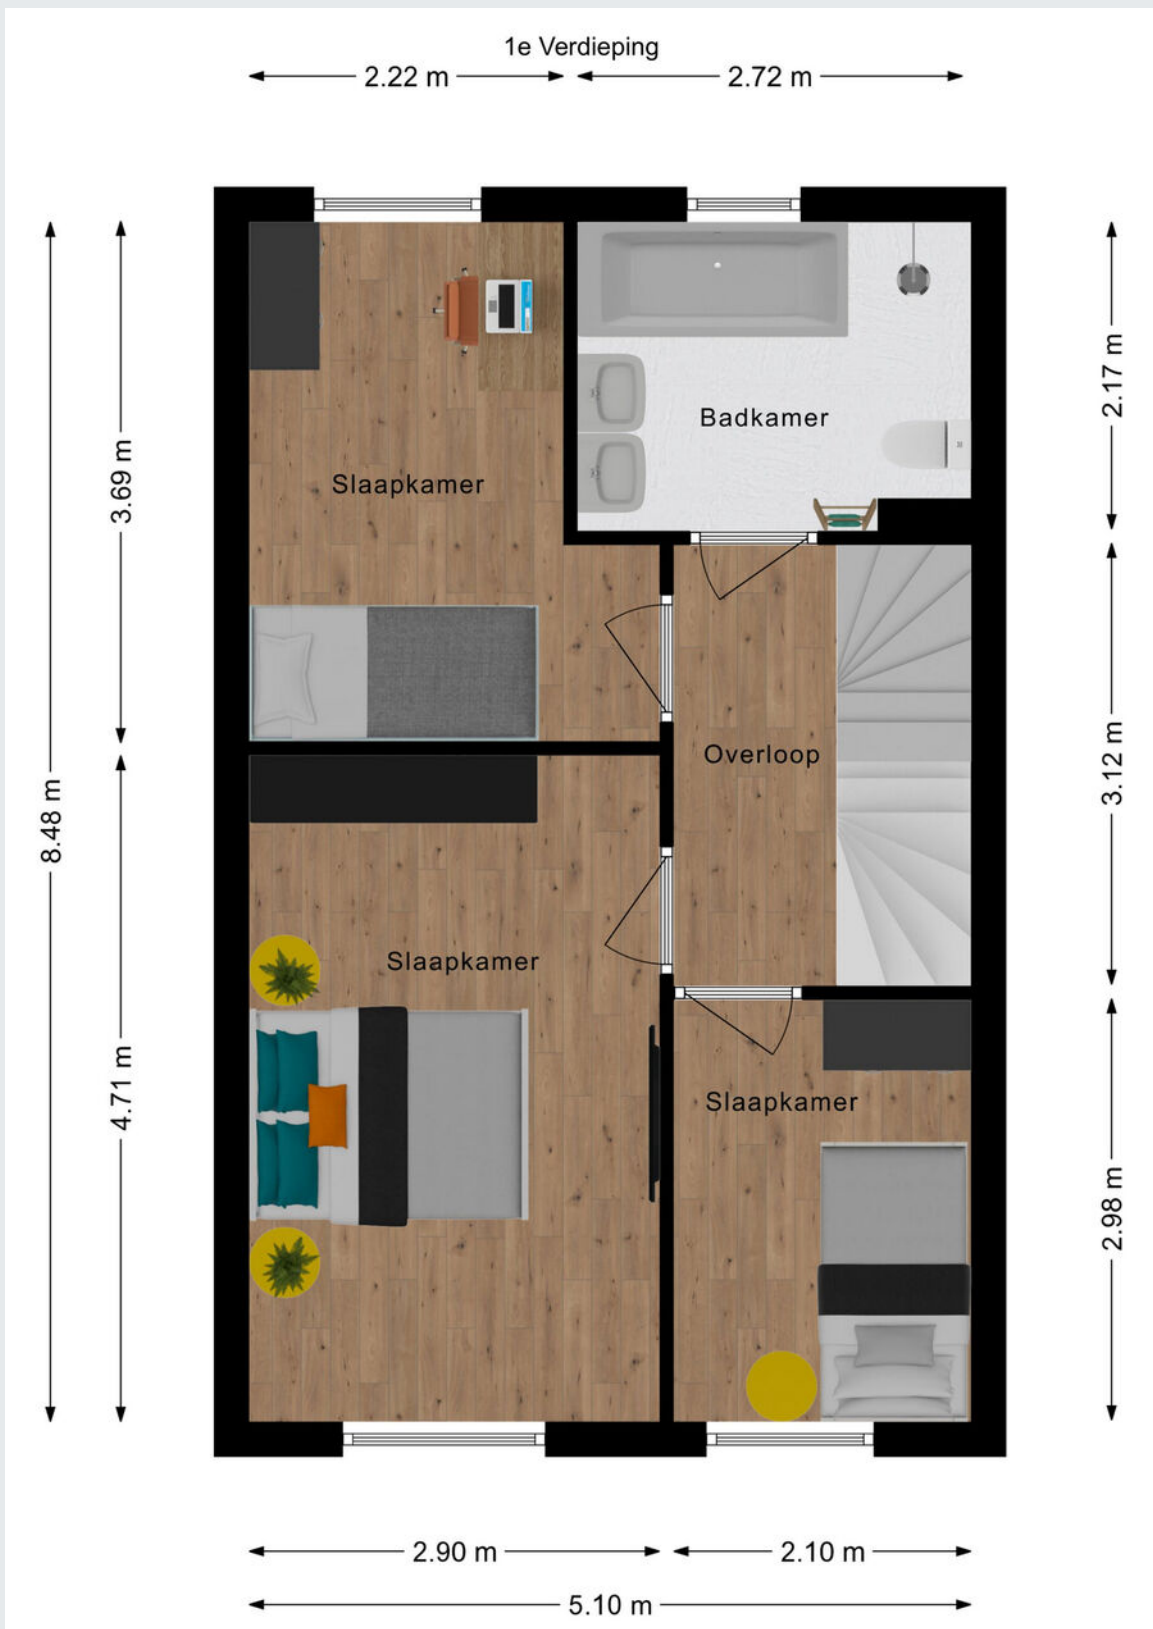 1e Verdieping
2.22 m
2.72 m
8.48 m
3.69 m
4.71 m
2.17 m
3.12 m
2.98 m
Badkamer
Slaapkamer
Overloop
Slaapkamer
Slaapkamer
2.90 m
2.10 m
5.10 m